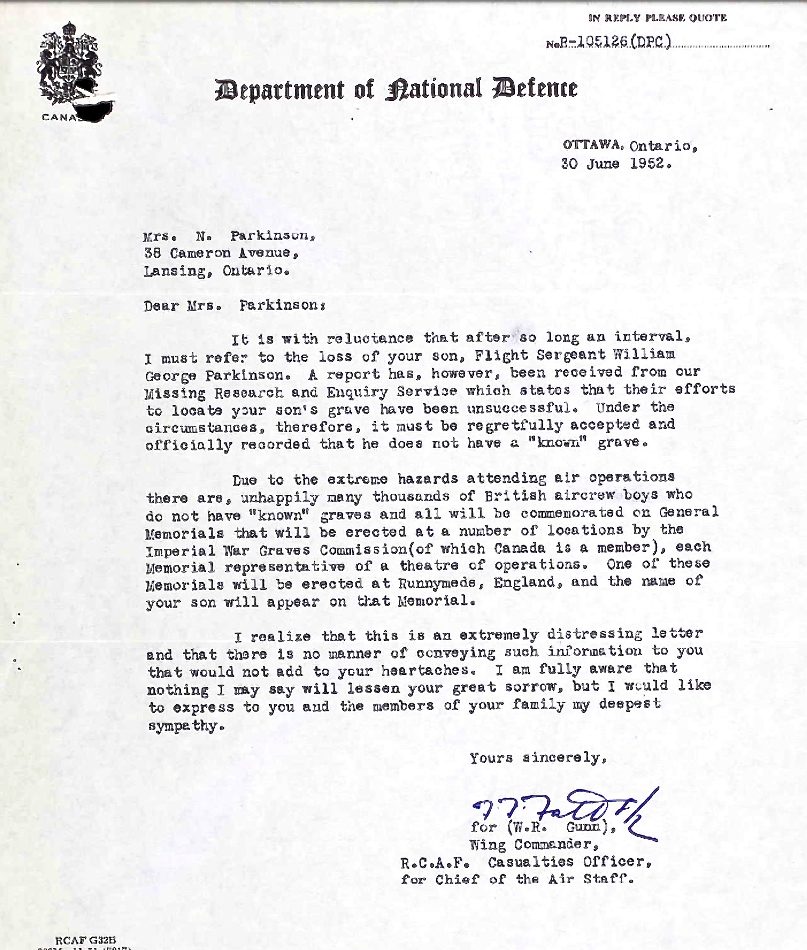 IN REPLY PLEASE QUOTE
No. R-105126(DPC)
CANA
Department of National Defence
OTTAWA, Ontario,
30 June 1952.
Mrs. N. Parkinson,
38 Cameron Avenue,
Lansing, Ontario.
Dear Mrs. Parkinson:
It is with reluctance that after so long an interval,
I must refer to the loss of your son, Flight Sergeant William
George Parkinson. A report has, however, been received from our
Missing Research and Enquiry Service which states that their efforts
to locate your son's grave have been unsuccessful. Under the
circumstances, therefore, it must be regretfully accepted and
officially recorded that he does not have a "known" grave.
Due to the extreme hazards attending air operations
there are, unhappily many thousands of British aircrew boys who
do not have "known" graves and all will be commemorated on General
Memorials that will be erected at a number of locations by the
Imperial War Graves Commission(of which Canada is a member), each
Memorial representative of a theatre of operations. One of these
Memorials will be erected at Runnymede, England, and the name of
your son will appear on that Memorial.
I realize that this is an extremely distressing letter
and that there is no manner of conveying such information to you
that would not add to your heartaches. I am fully aware that
nothing I may say will lessen your great sorrow, but I would like
to express to you and the members of your family my deepest
sympathy.
Yours sincerely,
for (W.R. Gunn),
Wing Commander,
R.C.A.F. Casualties Officer,
for Chief of the Air Staff.
RCAF G32B